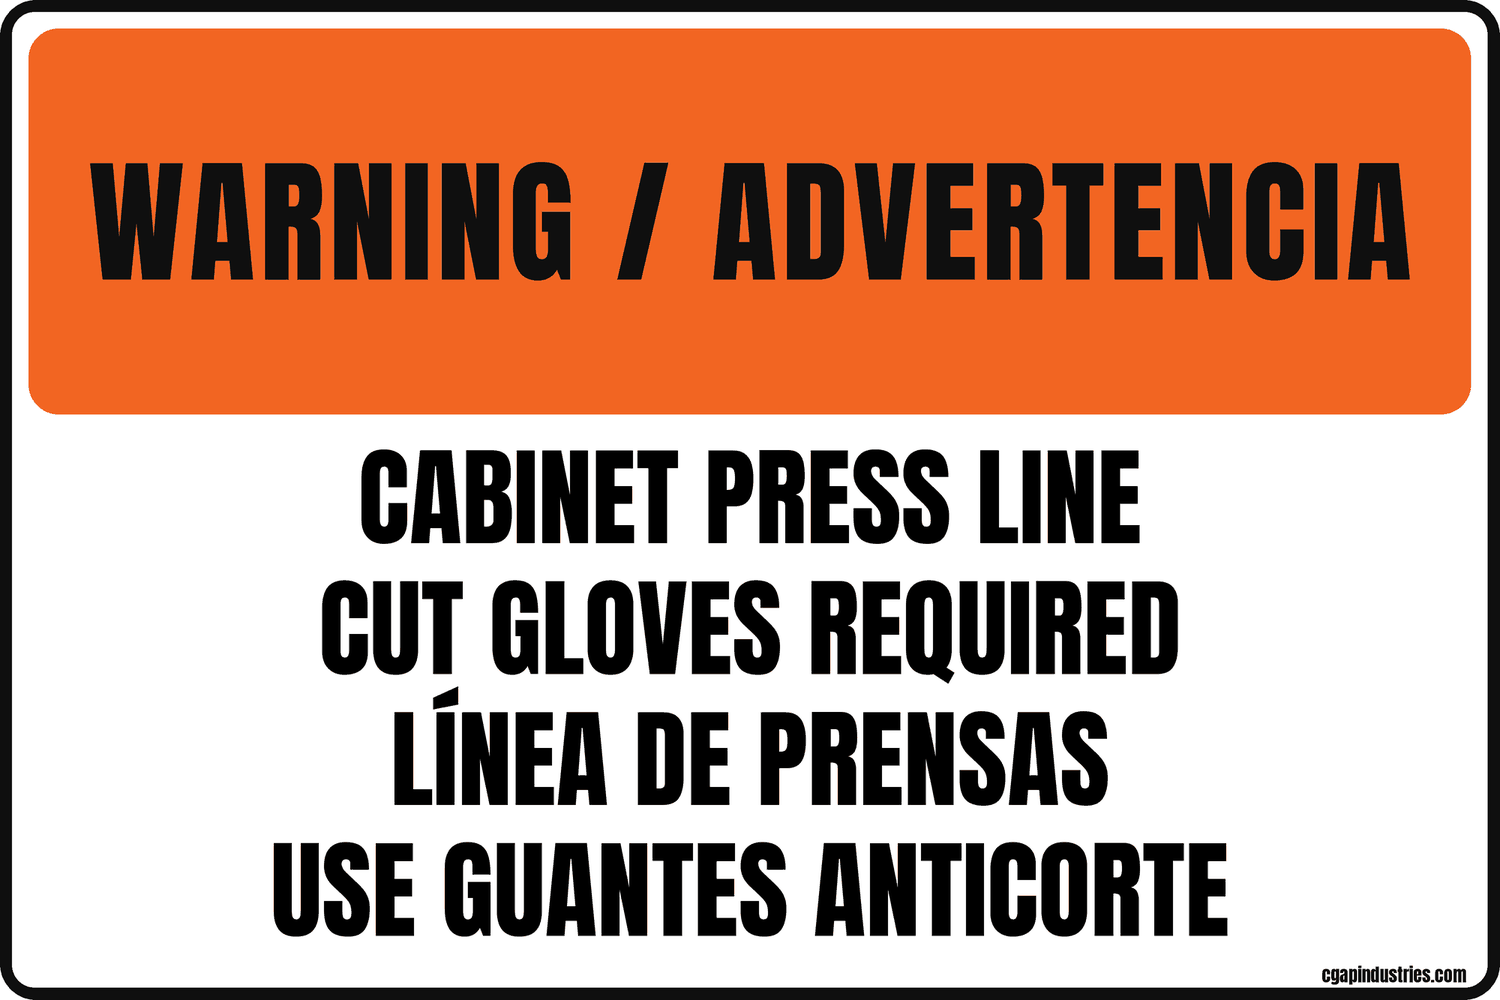 WARNING / ADVERTENCIA
CABINET PRESS LINE
CUT GLOVES REQUIRED
LÍNEA DE PRENSAS
USE GUANTES ANTICORTE
cgapindustries.com